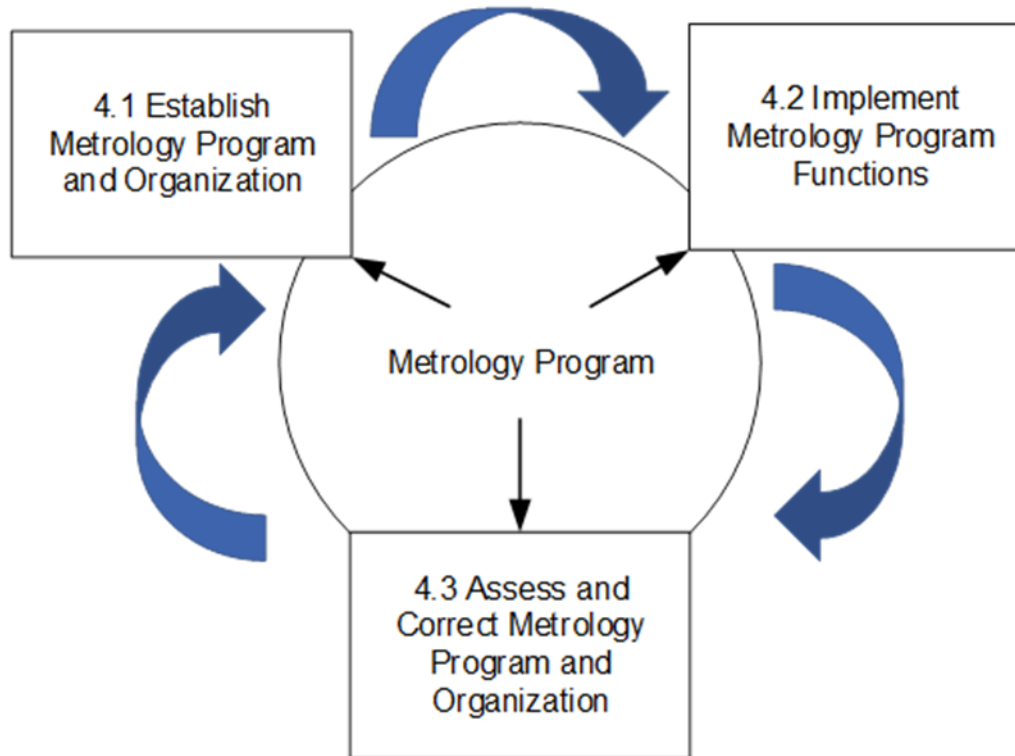 4.1 Establish
Metrology Program
and Organization
4.2 Implement
Metrology Program
Functions
Metrology Program
4.3 Assess and
Correct Metrology
Program and
Organization